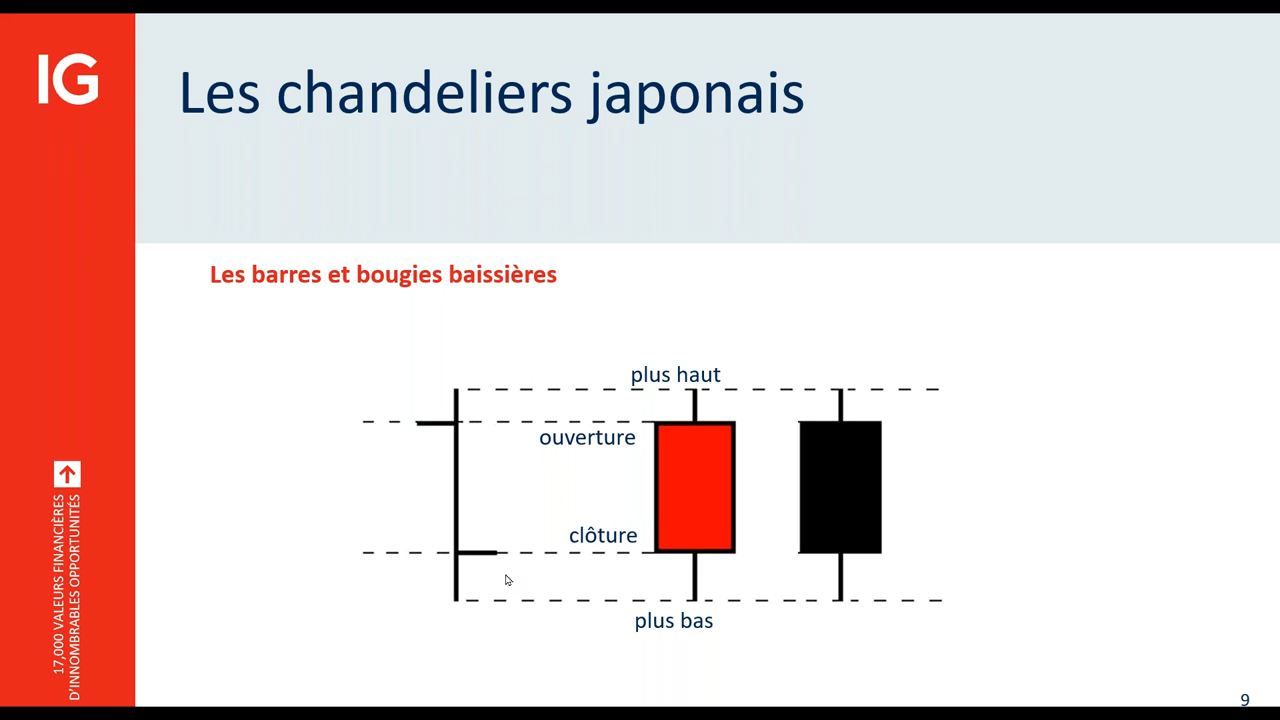 IG
Les chandeliers japonais
Les barres et bougies baissières
plus haut
ouverture
clôture
plus bas
17,000 VALEURS FINANCIÈRES
D'INNOMBRABLES OPPORTUNITÉS
9